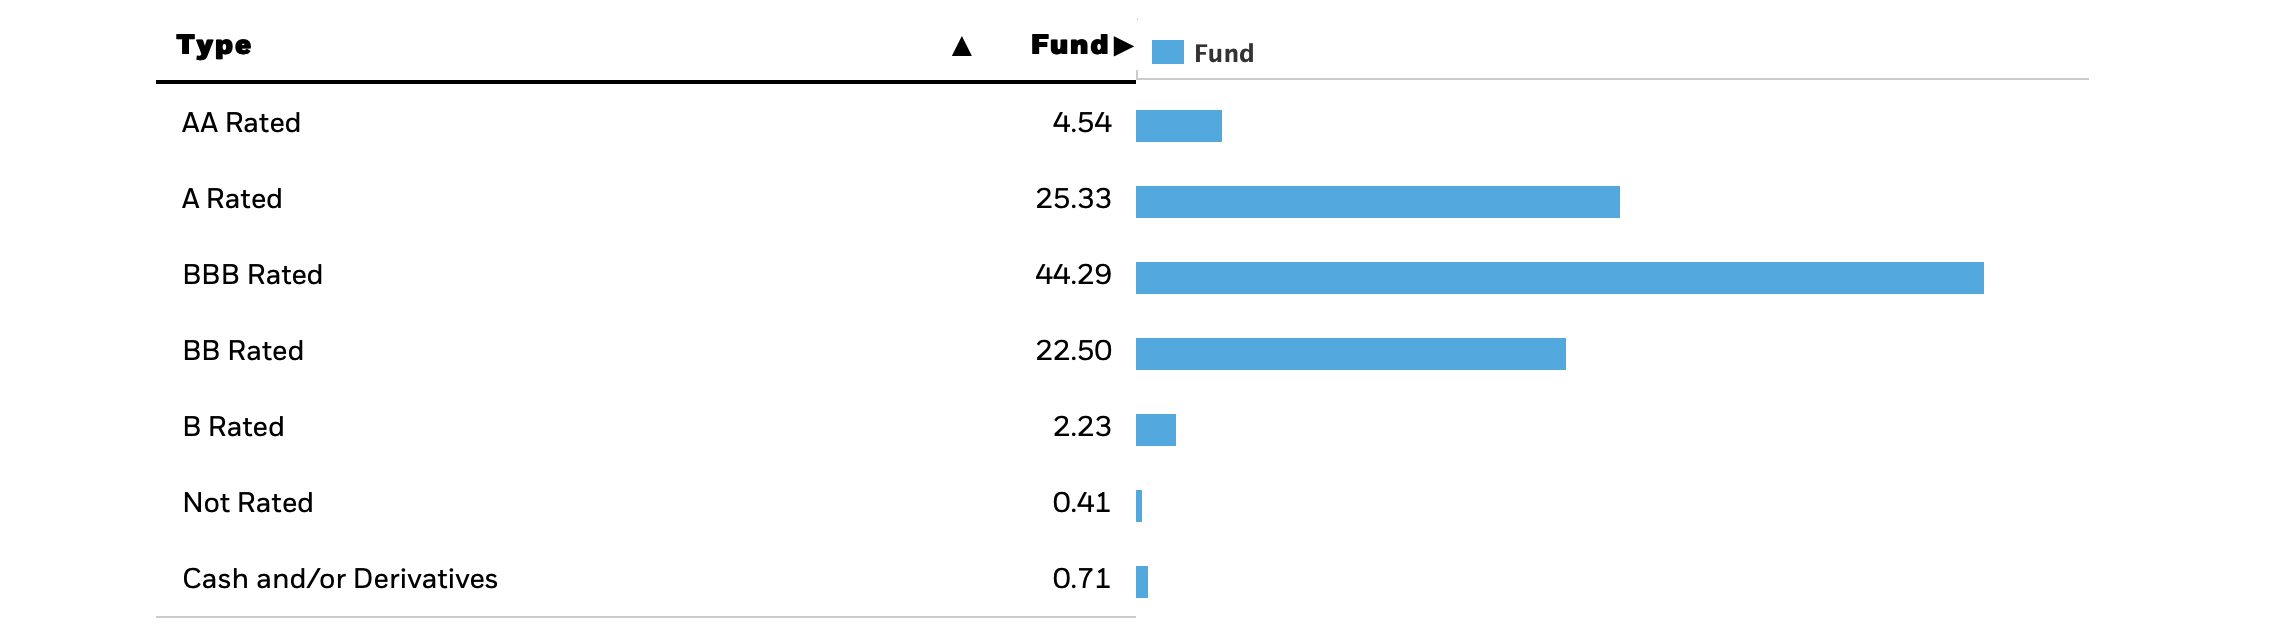 Type ▲ Fund▶ Fund
AA Rated 4.54
A Rated 25.33
BBB Rated 44.29
BB Rated 22.50
B Rated 2.23
Not Rated 0.41
Cash and/or Derivatives 0.71